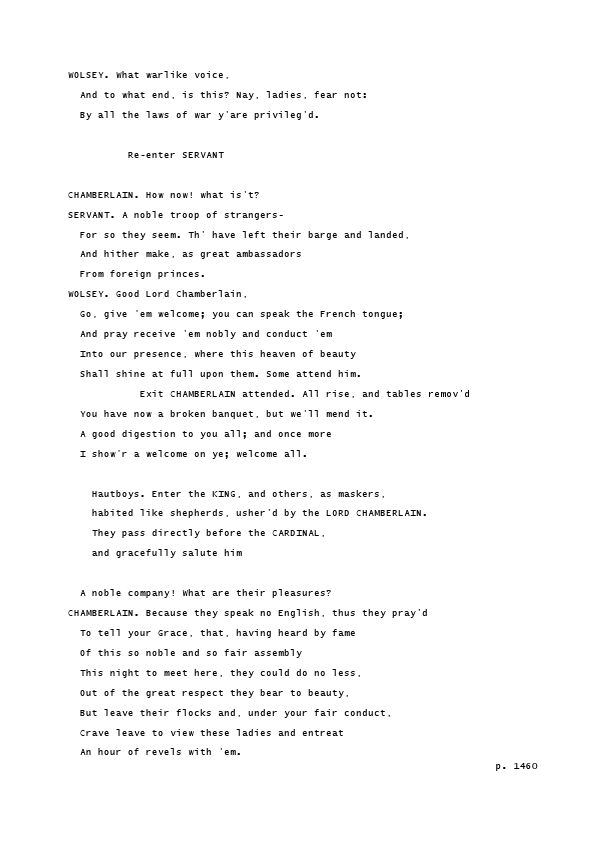 WOLSEY. What warlike voice,
And to what end, is this? Nay, ladies, fear not:
By all the laws of war y'are privileg'd.
Re-enter SERVANT
CHAMBERLAIN. How now! what is't?
SERVANT. A noble troop of strangers-
For so they seem. Th' have left their barge and landed,
And hither make, as great ambassadors
From foreign princes.
WOLSEY. Good Lord Chamberlain,
Go, give 'em welcome; you can speak the French tongue;
And pray receive 'em nobly and conduct 'em
Into our presence, where this heaven of beauty
Shall shine at full upon them. Some attend him.
Exit CHAMBERLAIN attended. All rise, and tables remov'd
You have now a broken banquet, but we'll mend it.
A good digestion to you all; and once more
I show'r a welcome on ye; welcome all.
Hautboys. Enter the KING, and others, as maskers,
habited like shepherds, usher'd by the LORD CHAMBERLAIN.
They pass directly before the CARDINAL,
and gracefully salute him
A noble company! What are their pleasures?
CHAMBERLAIN. Because they speak no English, thus they pray'd
To tell your Grace, that, having heard by fame
Of this so noble and so fair assembly
This night to meet here, they could do no less,
Out of the great respect they bear to beauty,
But leave their flocks and, under your fair conduct,
Crave leave to view these ladies and entreat
An hour of revels with 'em.
p. 1460